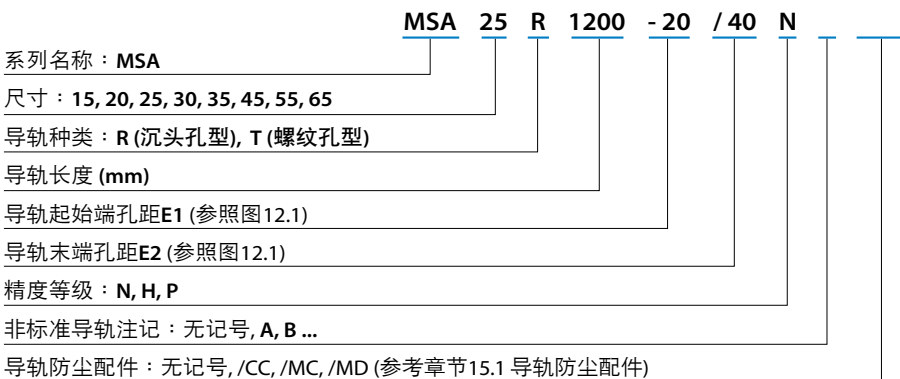 MSA 25 R 1200 - 20 / 40 N
系列名称：MSA
尺寸：15, 20, 25, 30, 35, 45, 55, 65
导轨种类：R (沉头孔型), T (螺纹孔型)
导轨长度 (mm)
导轨起始端孔距E1 (参照图12.1)
导轨末端孔距E2 (参照图12.1)
精度等级：N, H, P
非标准导轨注记：无记号, A, B ...
导轨防尘配件：无记号, /CC, /MC, /MD (参考章节15.1 导轨防尘配件)